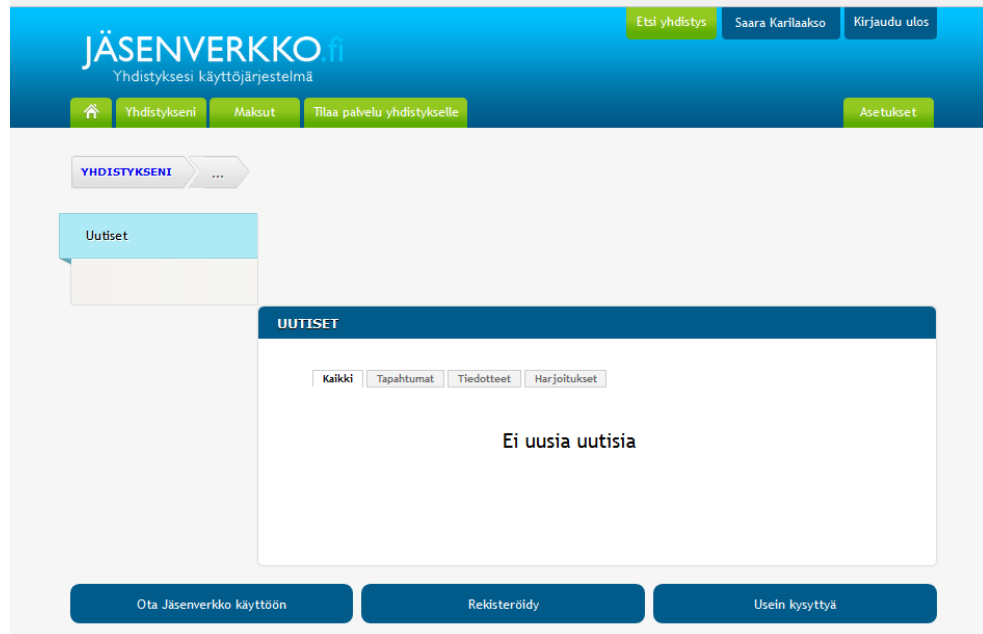 Etsi yhdistys Saara Karilaakso Kirjaudu ulos
JÄSENVERKKO.fi
Yhdistyksesi käyttöjärjestelmä
Yhdistykseni Maksut Tilaa palvelu yhdistykselle Asetukset
YHDISTYKSENI ...
Uutiset
UUTISET
Kaikki Tapahtumat Tiedotteet Harjoitukset
Ei uusia uutisia
Ota Jäsenverkko käyttöön Rekisteröidy Usein kysyttyä